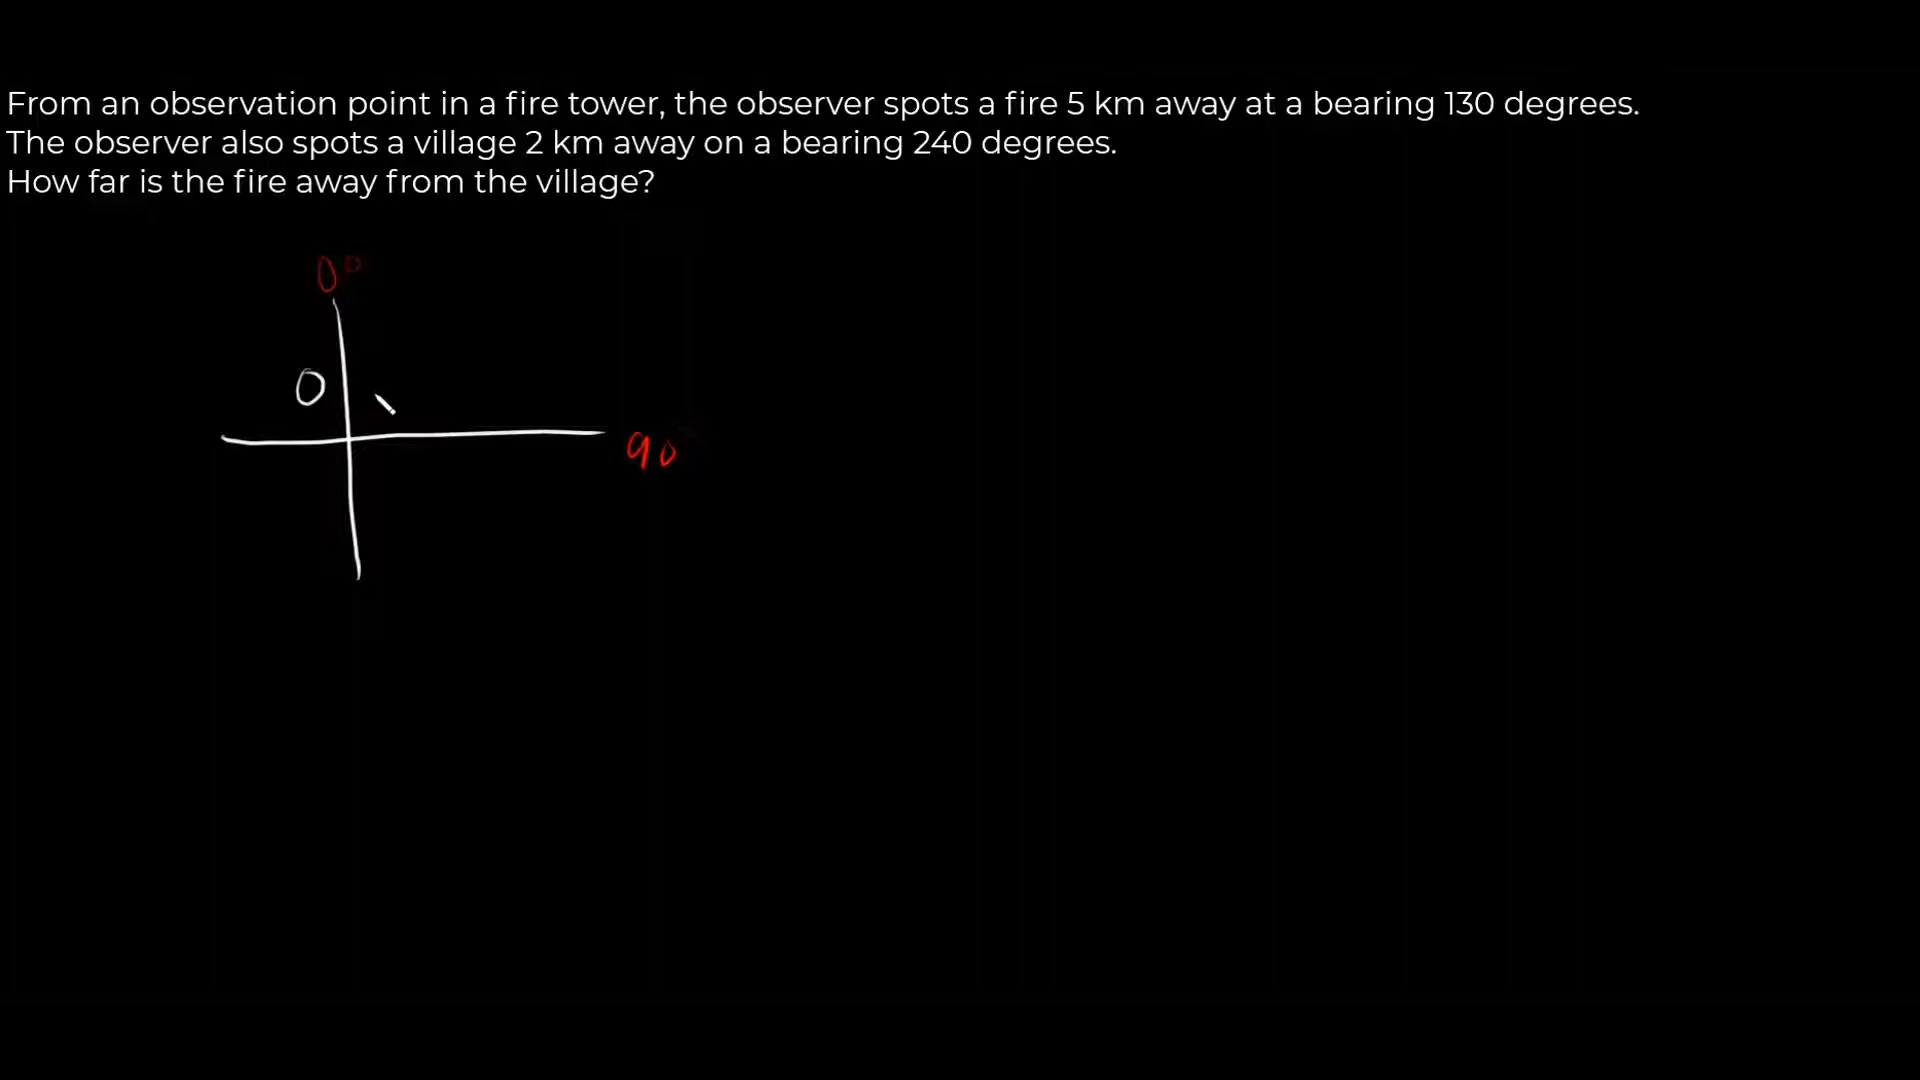 From an observation point in a fire tower, the observer spots a fire 5 km away at a bearing 130 degrees.
The observer also spots a village 2 km away on a bearing 240 degrees.
How far is the fire away from the village?
0°
O
90